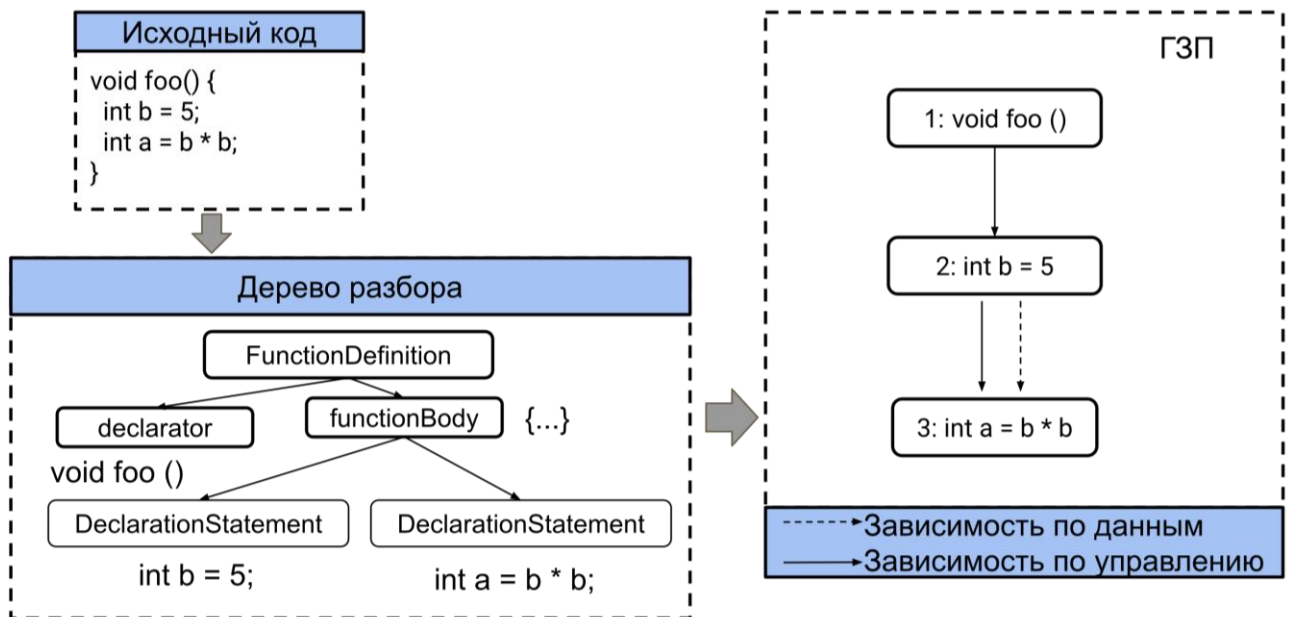 Исходный код
void foo() {
int b = 5;
int a = b * b;
}
Дерево разбора
FunctionDefinition
declarator
functionBody
{...}
void foo ()
DeclarationStatement
DeclarationStatement
int b = 5;
int a = b * b;
ГЗП
1: void foo ()
2: int b = 5
3: int a = b * b
Зависимость по данным
Зависимость по управлению